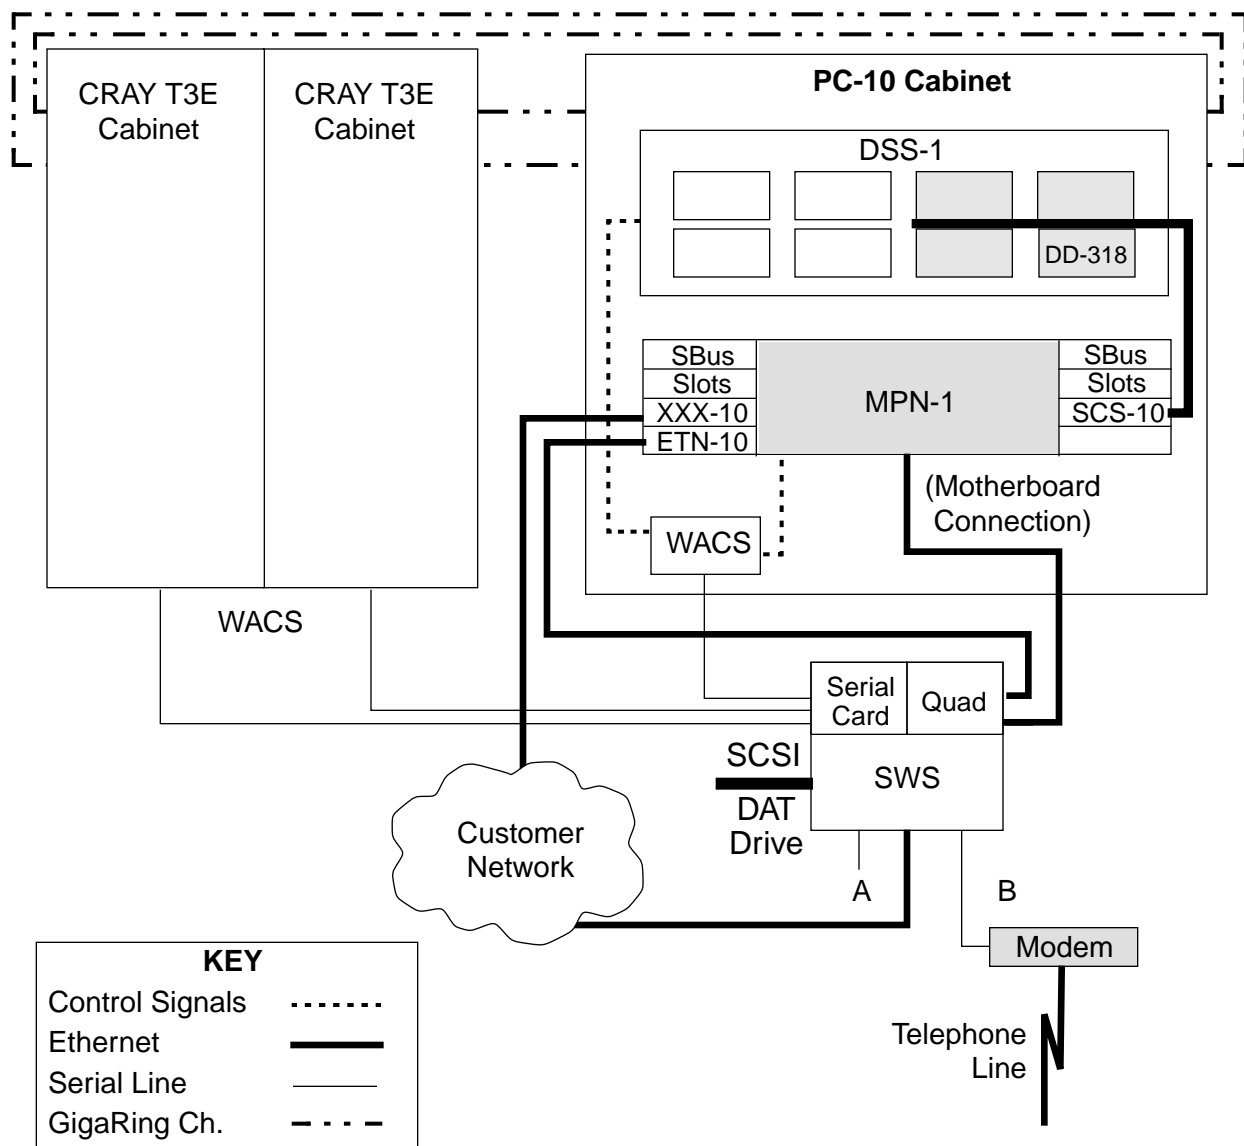 CRAY T3E
Cabinet
CRAY T3E
Cabinet
PC-10 Cabinet
DSS-1
DD-318
SBus
Slots
XXX-10
ETN-10
MPN-1
SBus
Slots
SCS-10
(Motherboard
Connection)
WACS
WACS
Serial
Card
Quad
SCSI
DAT
Drive
SWS
Customer
Network
A
B
Modem
Telephone
Line
KEY
Control Signals
Ethernet
Serial Line
GigaRing Ch.